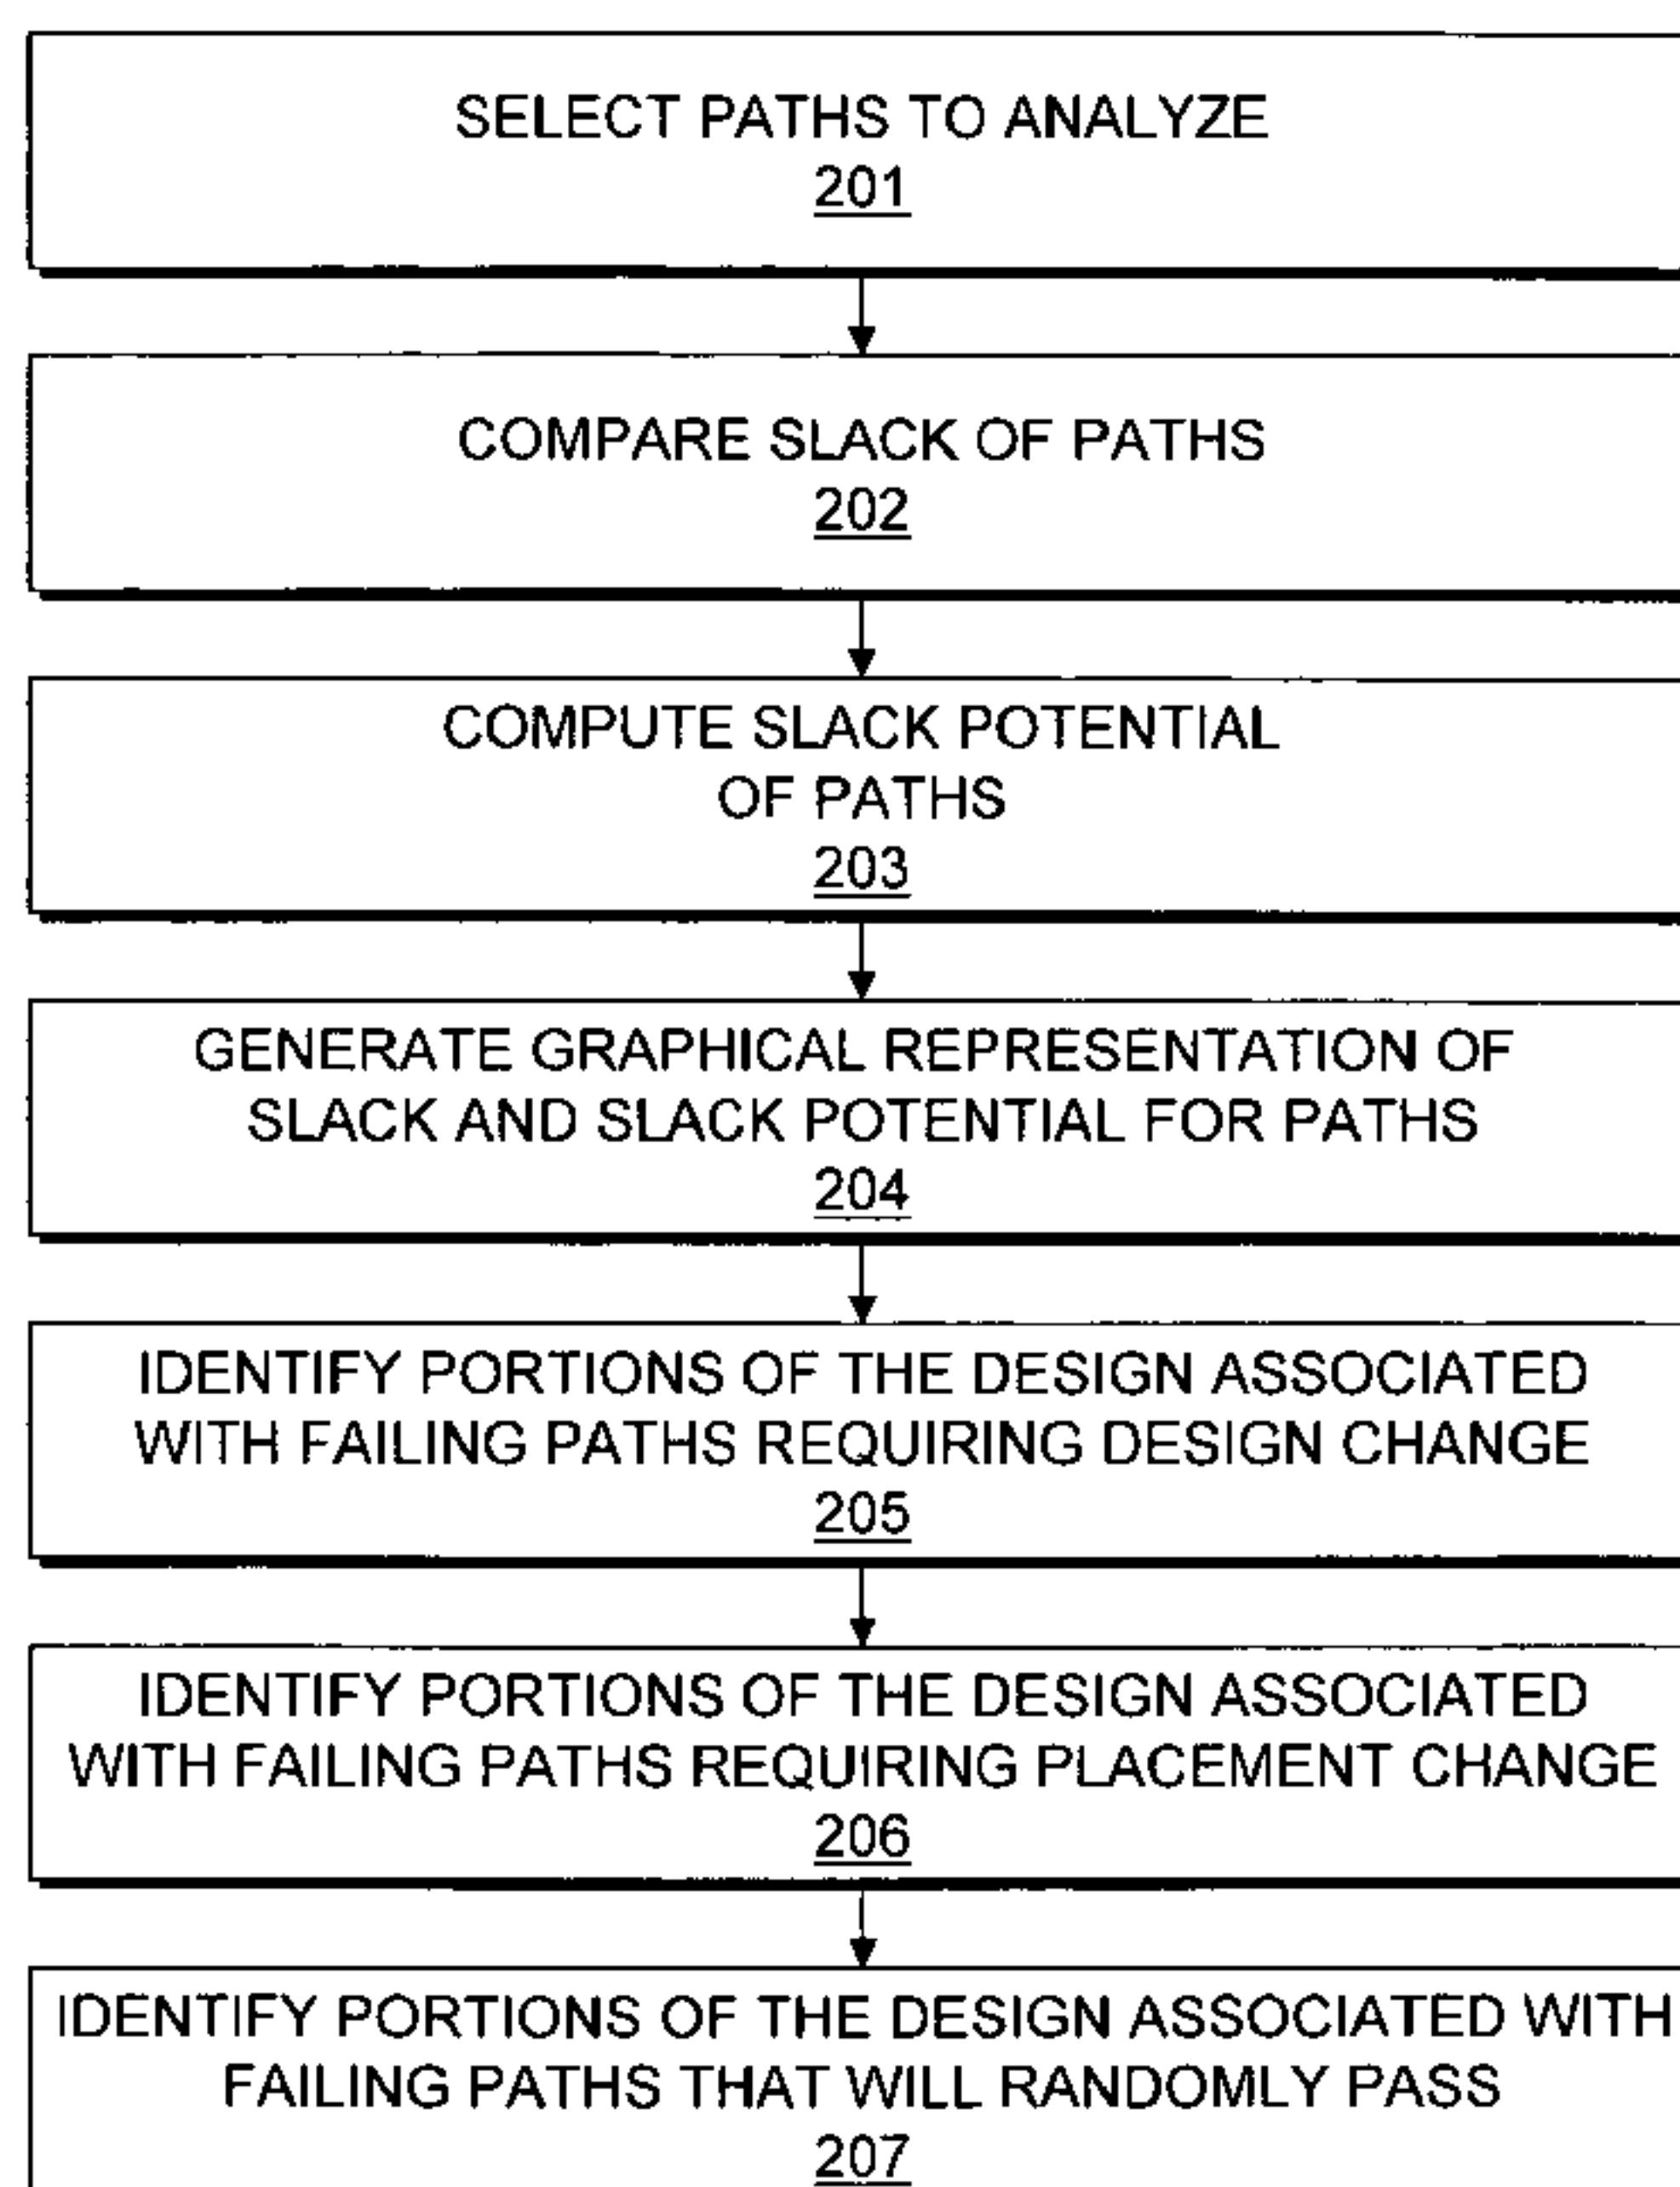 SELECT PATHS TO ANALYZE
201
COMPARE SLACK OF PATHS
202
COMPUTE SLACK POTENTIAL
OF PATHS
203
GENERATE GRAPHICAL REPRESENTATION OF
SLACK AND SLACK POTENTIAL FOR PATHS
204
IDENTIFY PORTIONS OF THE DESIGN ASSOCIATED
WITH FAILING PATHS REQUIRING DESIGN CHANGE
205
IDENTIFY PORTIONS OF THE DESIGN ASSOCIATED
WITH FAILING PATHS REQUIRING PLACEMENT CHANGE
206
IDENTIFY PORTIONS OF THE DESIGN ASSOCIATED WITH
FAILING PATHS THAT WILL RANDOMLY PASS
207